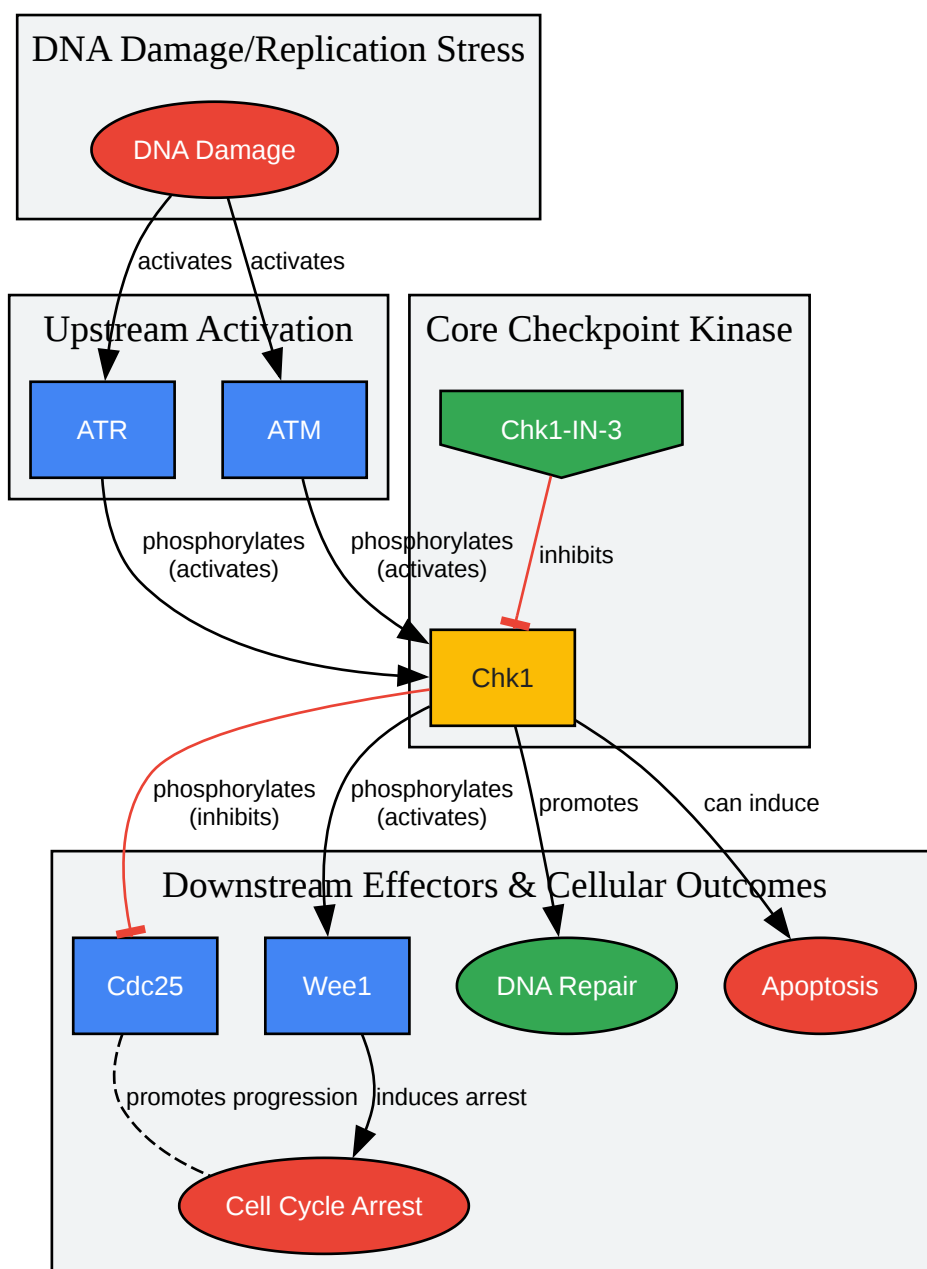 DNA Damage/Replication Stress
DNA Damage
activates
activates
Upstream Activation
Core Checkpoint Kinase
ATR
ATM
Chk1-IN-3
phosphorylates
(activates)
phosphorylates
(activates)
inhibits
Chk1
phosphorylates
(inhibits)
phosphorylates
(activates)
promotes
can induce
Downstream Effectors & Cellular Outcomes
Cdc25
Wee1
DNA Repair
Apoptosis
promotes progression
induces arrest
Cell Cycle Arrest